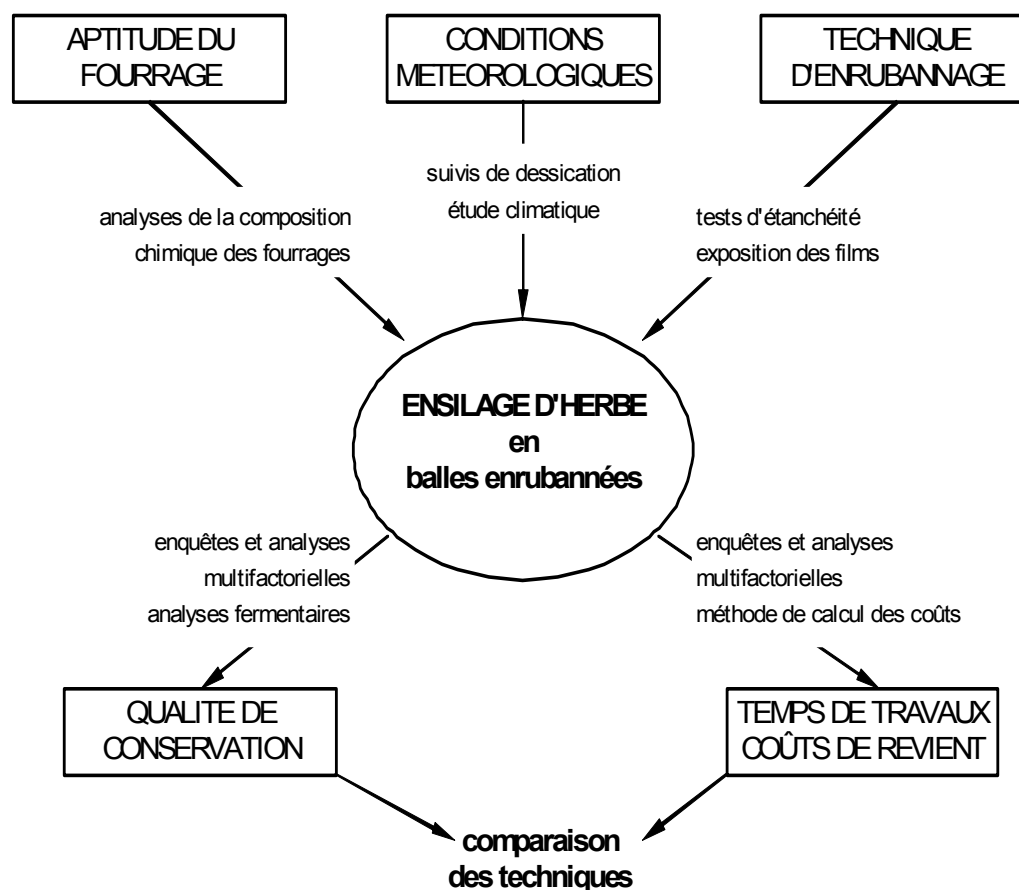 APTITUDE DU
FOURRAGE
CONDITIONS
METEOROLOGIQUES
TECHNIQUE
D'ENRUBANNAGE
analyses de la composition
chimique des fourrages
suivis de dessication
étude climatique
tests d'étanchéité
exposition des films
ENSILAGE D'HERBE
en
balles enrubannées
enquêtes et analyses
multifactorielles
analyses fermentaires
enquêtes et analyses
multifactorielles
méthode de calcul des coûts
QUALITE DE
CONSERVATION
TEMPS DE TRAVAUX
COÛTS DE REVIENT
comparaison
des techniques